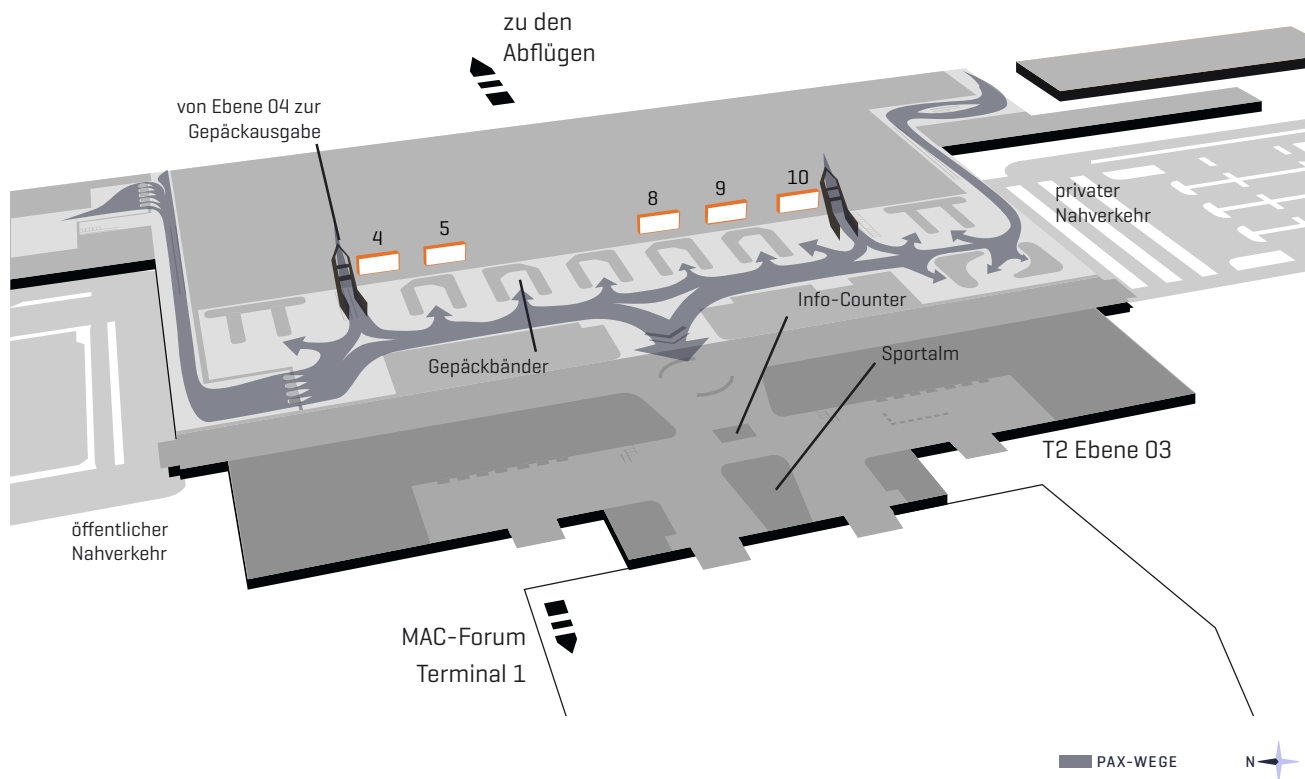 zu den
Abflügen
von Ebene 04 zur
Gepäckausgabe
4
5
8
9
10
privater
Nahverkehr
Info-Counter
Sportalm
Gepäckbänder
T2 Ebene 03
öffentlicher
Nahverkehr
MAC-Forum
Terminal 1
PAX-WEGE
N